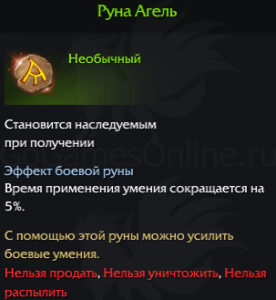 Руна Агель
Необычный
Становится наследуемым
при получении
Эффект боевой руны
Время применения умения сокращается на
5%.
С помощью этой руны можно усилить
боевые умения.
Нельзя продать, Нельзя уничтожить, Нельзя
распылить